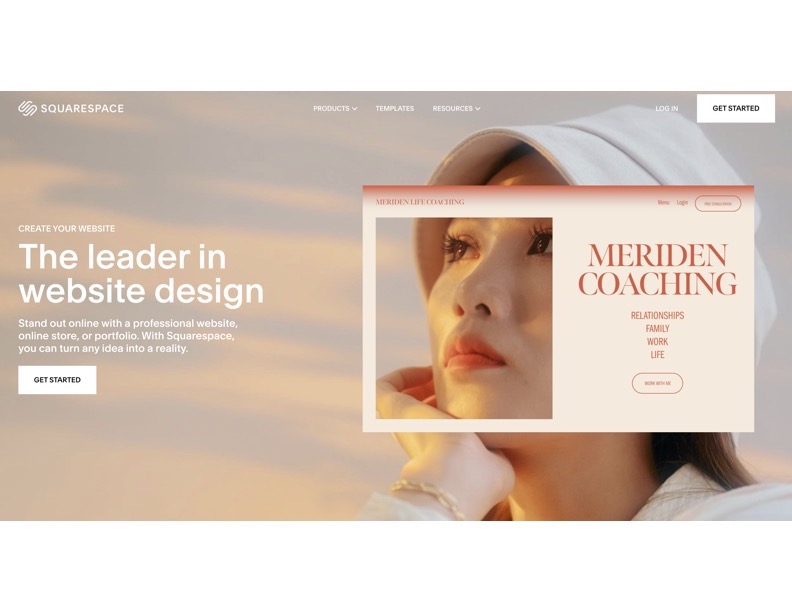 SQUARESPACE
PRODUCTS
TEMPLATES
RESOURCES
LOG IN
GET STARTED
CREATE YOUR WEBSITE
The leader in
website design
Stand out online with a professional website,
online store, or portfolio. With Squarespace,
you can turn any idea into a reality.
GET STARTED
MERIDEN LIFE COACHING
Menu
Login
FREE CONSULTATION
MERIDEN
COACHING
RELATIONSHIPS
FAMILY
WORK
LIFE
WORK WITH ME